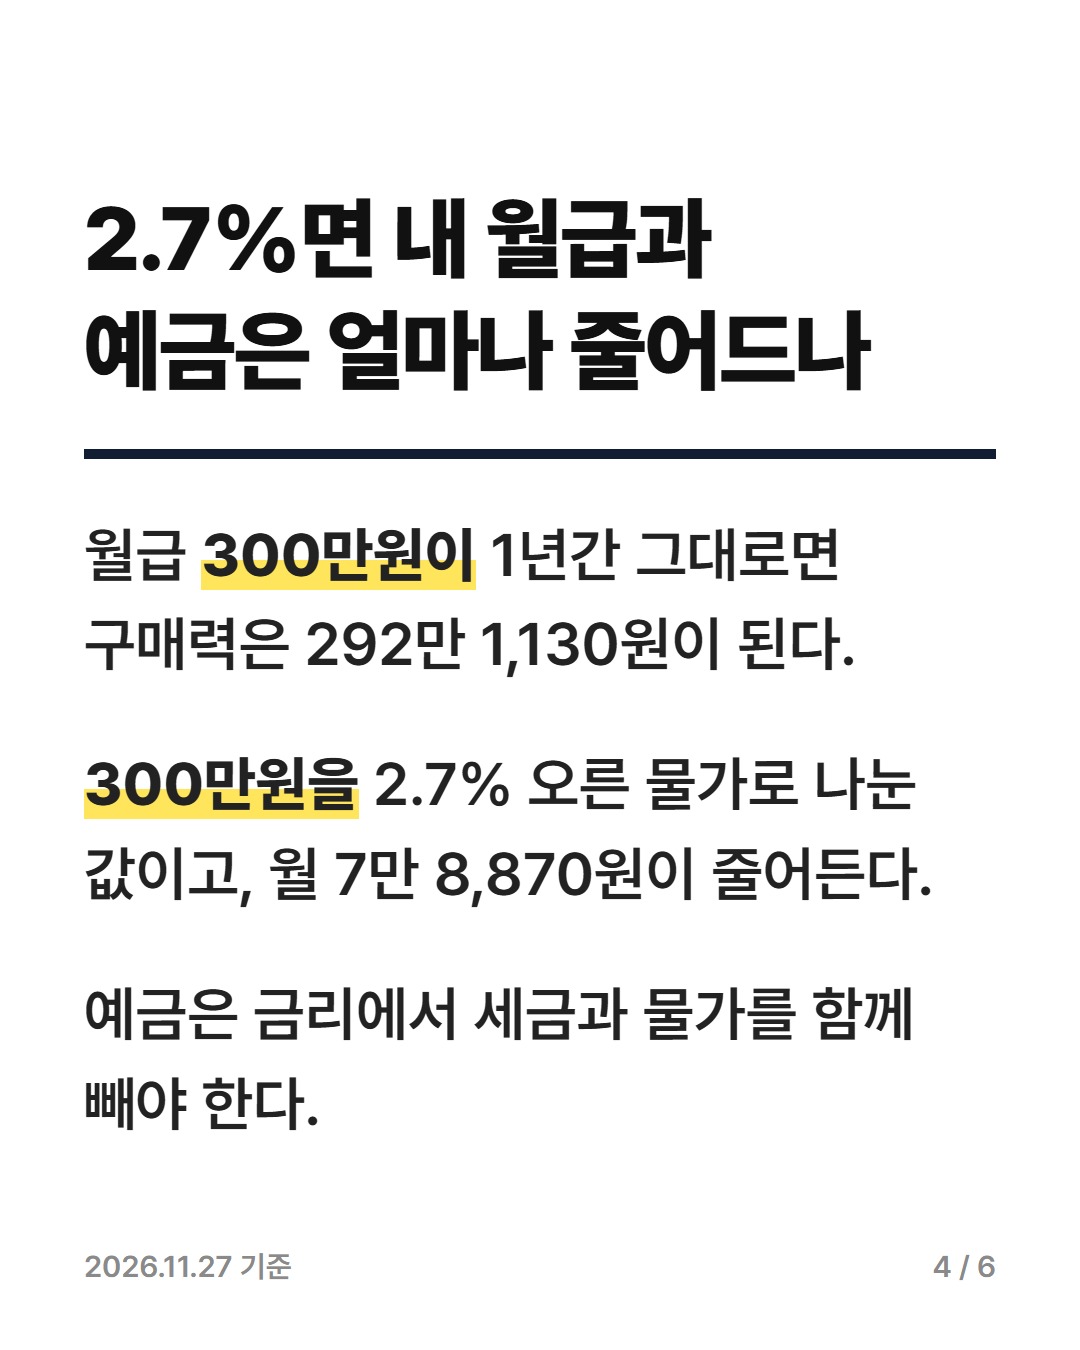 2.7%면 내 월급과
예금은 얼마나 줄어드나
월급 300만원이 1년간 그대로면
구매력은 292만 1,130원이 된다.
300만원을 2.7% 오른 물가로 나눈
값이고, 월 7만 8,870원이 줄어든다.
예금은 금리에서 세금과 물가를 함께
빼야 한다.
2026.11.27 기준
4 / 6